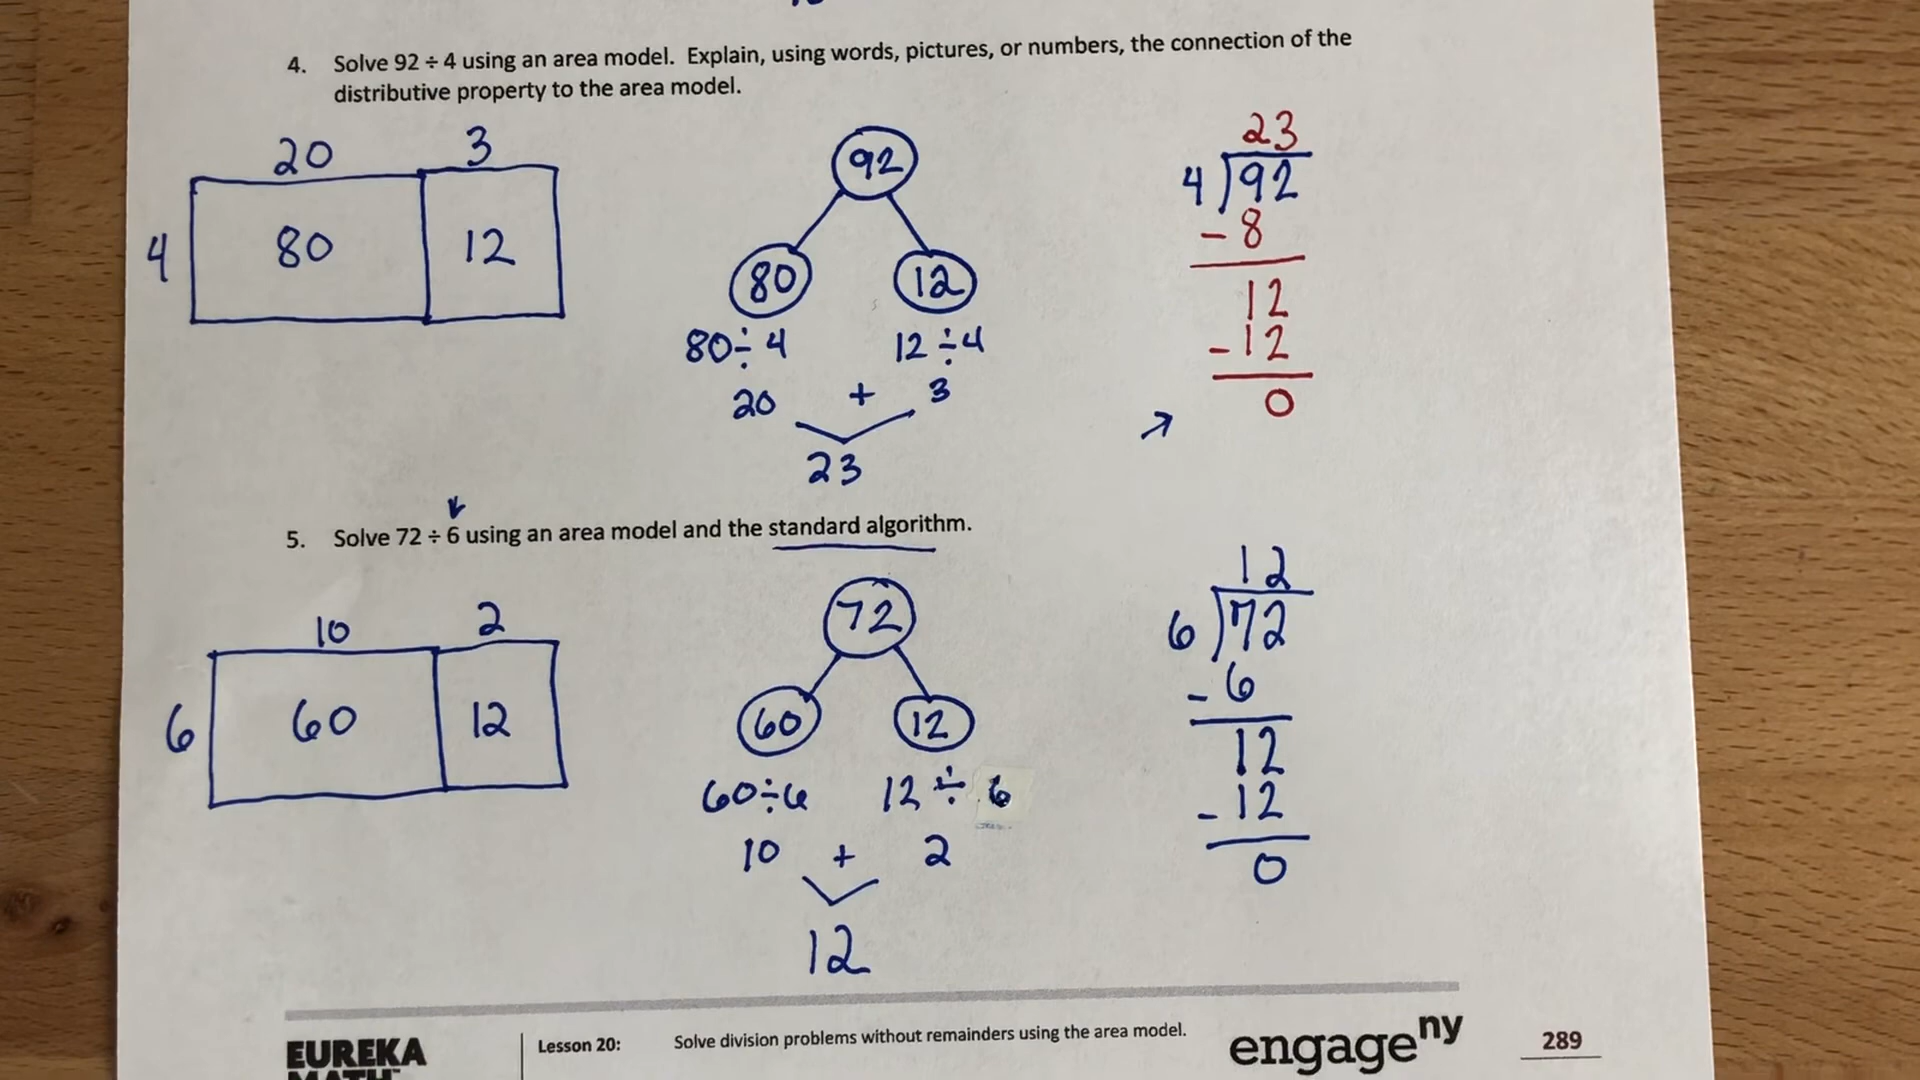 4. Solve 92 ÷ 4 using an area model. Explain, using words, pictures, or numbers, the connection of the
distributive property to the area model.
20 3
4 80 12
92
80 12
80÷4 12÷4
20 + 3
23
23
4)92
-8
12
-12
0
5. Solve 72 ÷ 6 using an area model and the standard algorithm.
10 2
6 60 12
72
60 12
60÷6 12÷6
10 + 2
12
12
6)72
-6
12
-12
0
EUREKA
MATH™
Lesson 20: Solve division problems without remainders using the area model.
engageny
289